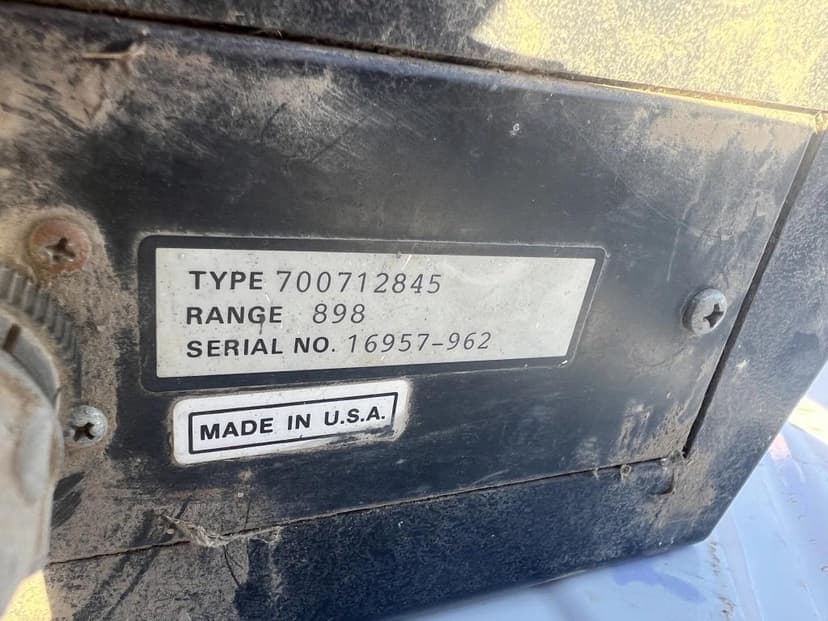 TYPE 700712845
RANGE 898
SERIAL NO. 16957-962
MADE IN U.S.A.